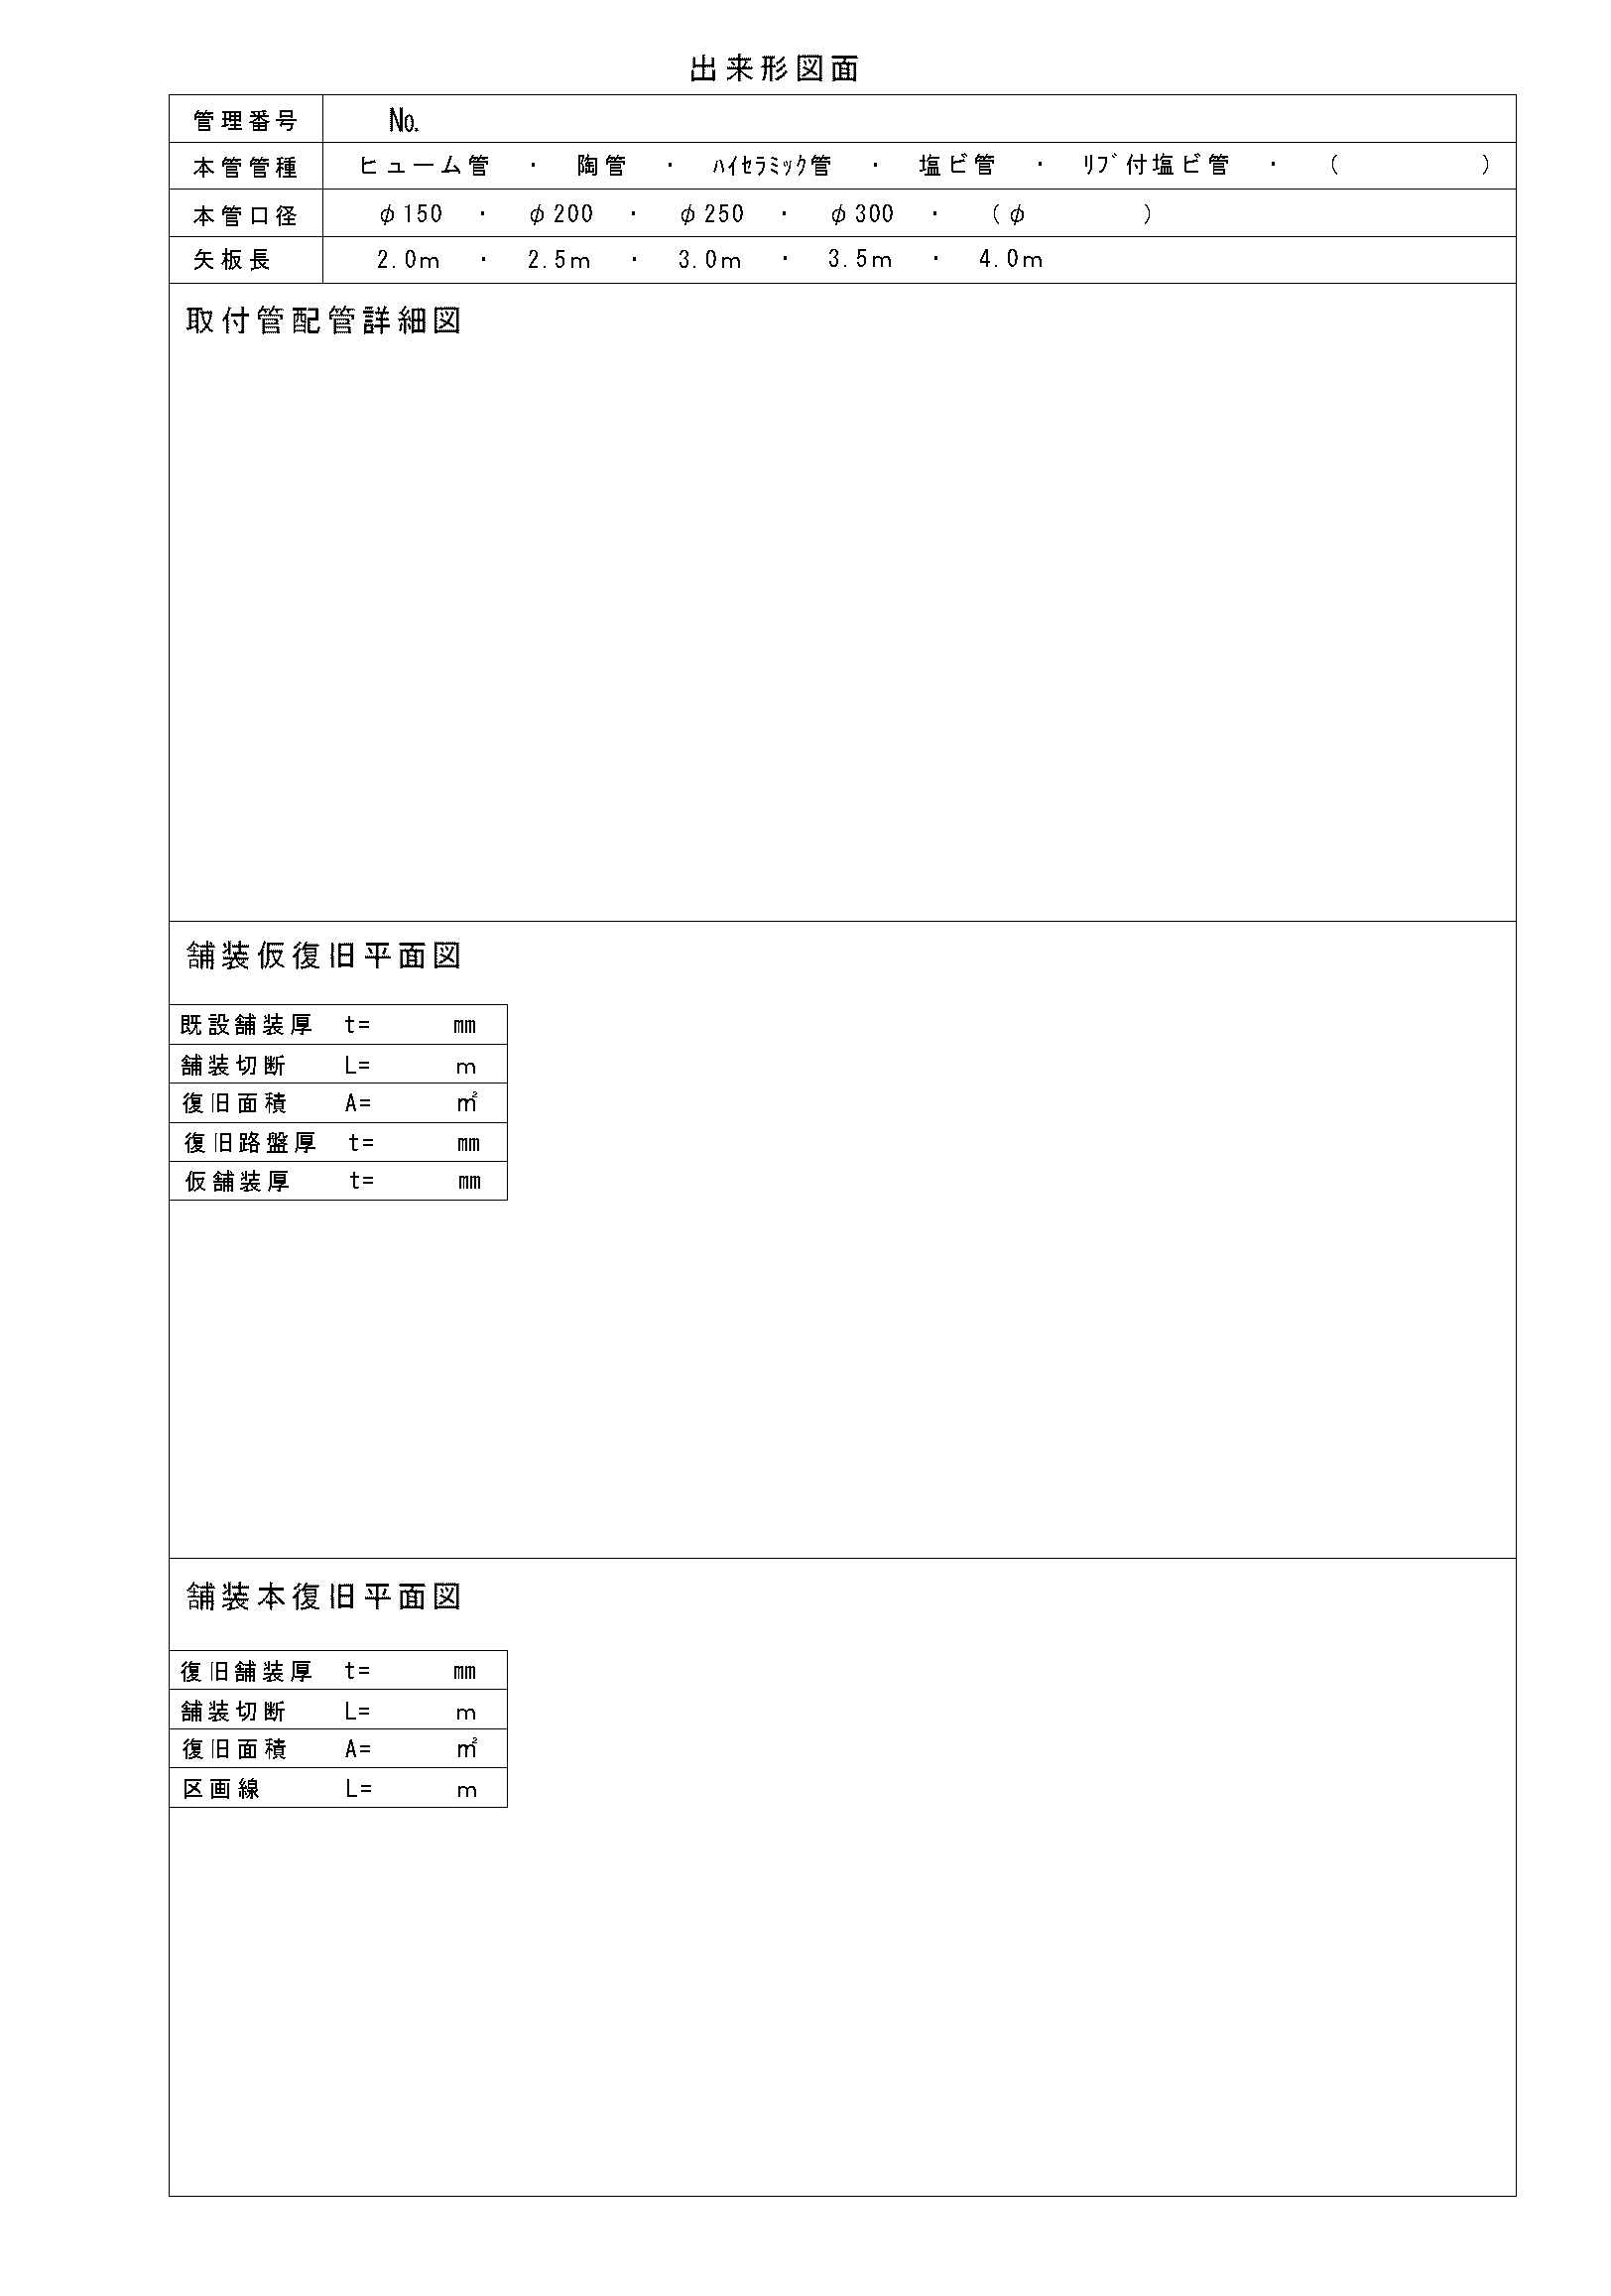 出来形図面
管理番号 No.
本管管種 ヒューム管 ・ 陶管 ・ ﾊｲｾﾗﾐｯｸ管 ・ 塩ビ管 ・ ﾘﾌﾞ付塩ビ管 ・ （ ）
本管口径 φ150 ・ φ200 ・ φ250 ・ φ300 ・ （φ ）
矢板長 2.0m ・ 2.5m ・ 3.0m ・ 3.5m ・ 4.0m
取付管配管詳細図
舗装仮復旧平面図
既設舗装厚 t= ㎜
舗装切断 L= m
復旧面積 A= ㎡
復旧路盤厚 t= ㎜
仮舗装厚 t= ㎜
舗装本復旧平面図
復旧舗装厚 t= ㎜
舗装切断 L= m
復旧面積 A= ㎡
区画線 L= m